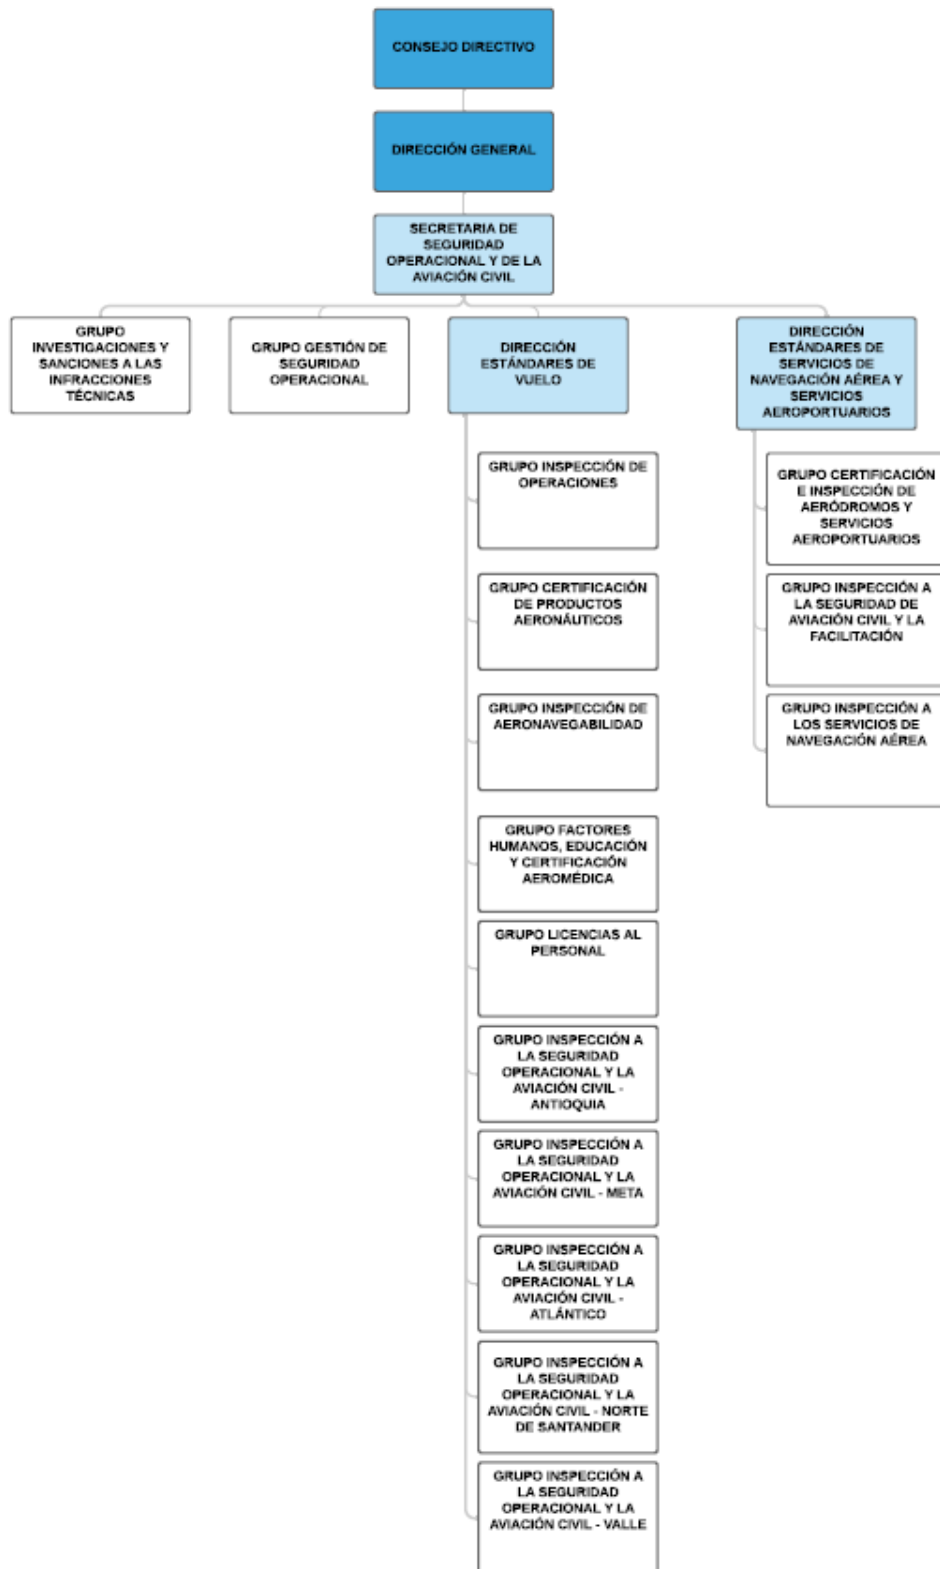 CONSEJO DIRECTIVO
DIRECCIÓN GENERAL
SECRETARIA DE
SEGURIDAD
OPERACIONAL Y DE LA
AVIACIÓN CIVIL
GRUPO
INVESTIGACIONES Y
SANCIONES A LAS
INFRACCIONES
TÉCNICAS
GRUPO GESTIÓN DE
SEGURIDAD
OPERACIONAL
DIRECCIÓN
ESTÁNDARES DE
VUELO
DIRECCIÓN
ESTÁNDARES DE
SERVICIOS DE
NAVEGACIÓN AÉREA Y
SERVICIOS
AEROPORTUARIOS
GRUPO INSPECCIÓN DE
OPERACIONES
GRUPO CERTIFICACIÓN
DE PRODUCTOS
AERONÁUTICOS
GRUPO INSPECCIÓN DE
AERONAVEGABILIDAD
GRUPO FACTORES
HUMANOS, EDUCACIÓN
Y CERTIFICACIÓN
AEROMÉDICA
GRUPO LICENCIAS AL
PERSONAL
GRUPO INSPECCIÓN A
LA SEGURIDAD
OPERACIONAL Y LA
AVIACIÓN CIVIL -
ANTIOQUIA
GRUPO INSPECCIÓN A
LA SEGURIDAD
OPERACIONAL Y LA
AVIACIÓN CIVIL - META
GRUPO INSPECCIÓN A
LA SEGURIDAD
OPERACIONAL Y LA
AVIACIÓN CIVIL -
ATLÁNTICO
GRUPO INSPECCIÓN A
LA SEGURIDAD
OPERACIONAL Y LA
AVIACIÓN CIVIL - NORTE
DE SANTANDER
GRUPO INSPECCIÓN A
LA SEGURIDAD
OPERACIONAL Y LA
AVIACIÓN CIVIL - VALLE
GRUPO CERTIFICACIÓN
E INSPECCIÓN DE
AERÓDROMOS Y
SERVICIOS
AEROPORTUARIOS
GRUPO INSPECCIÓN A
LA SEGURIDAD DE
AVIACIÓN CIVIL Y LA
FACILITACIÓN
GRUPO INSPECCIÓN A
LOS SERVICIOS DE
NAVEGACIÓN AÉREA